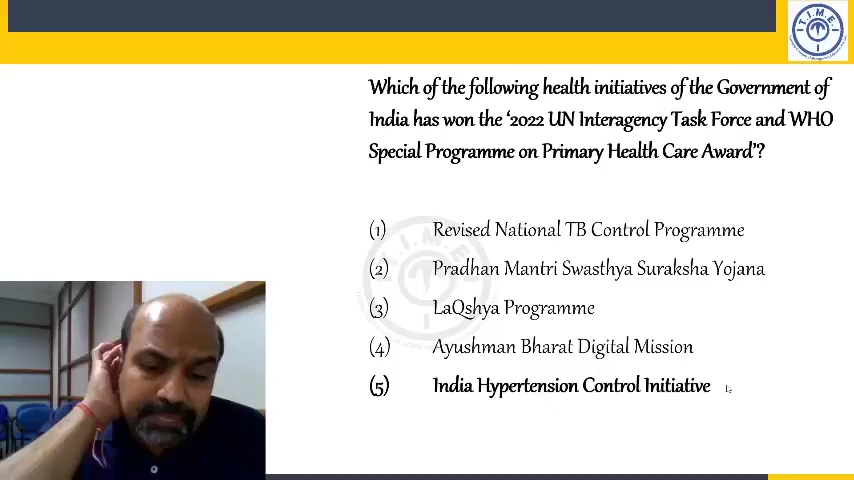 T.I.M.E.
Which of the following health initiatives of the Government of
India has won the ‘2022 UN Interagency Task Force and WHO
Special Programme on Primary Health Care Award’?
(1) Revised National TB Control Programme
(2) Pradhan Mantri Swasthya Suraksha Yojana
(3) LaQshya Programme
(4) Ayushman Bharat Digital Mission
(5) India Hypertension Control Initiative